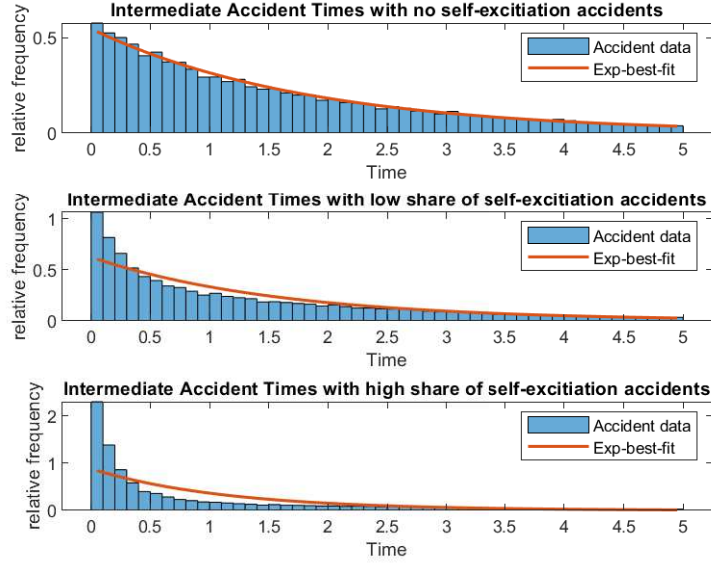 Intermediate Accident Times with no self-excitiation accidents
relative frequency
0.5
0
Accident data
Exp-best-fit
0 0.5 1 1.5 2 2.5 3 3.5 4 4.5 5
Time
Intermediate Accident Times with low share of self-excitiation accidents
relative frequency
1
0.5
0
Accident data
Exp-best-fit
0 0.5 1 1.5 2 2.5 3 3.5 4 4.5 5
Time
Intermediate Accident Times with high share of self-excitiation accidents
relative frequency
2
1
0
Accident data
Exp-best-fit
0 0.5 1 1.5 2 2.5 3 3.5 4 4.5 5
Time